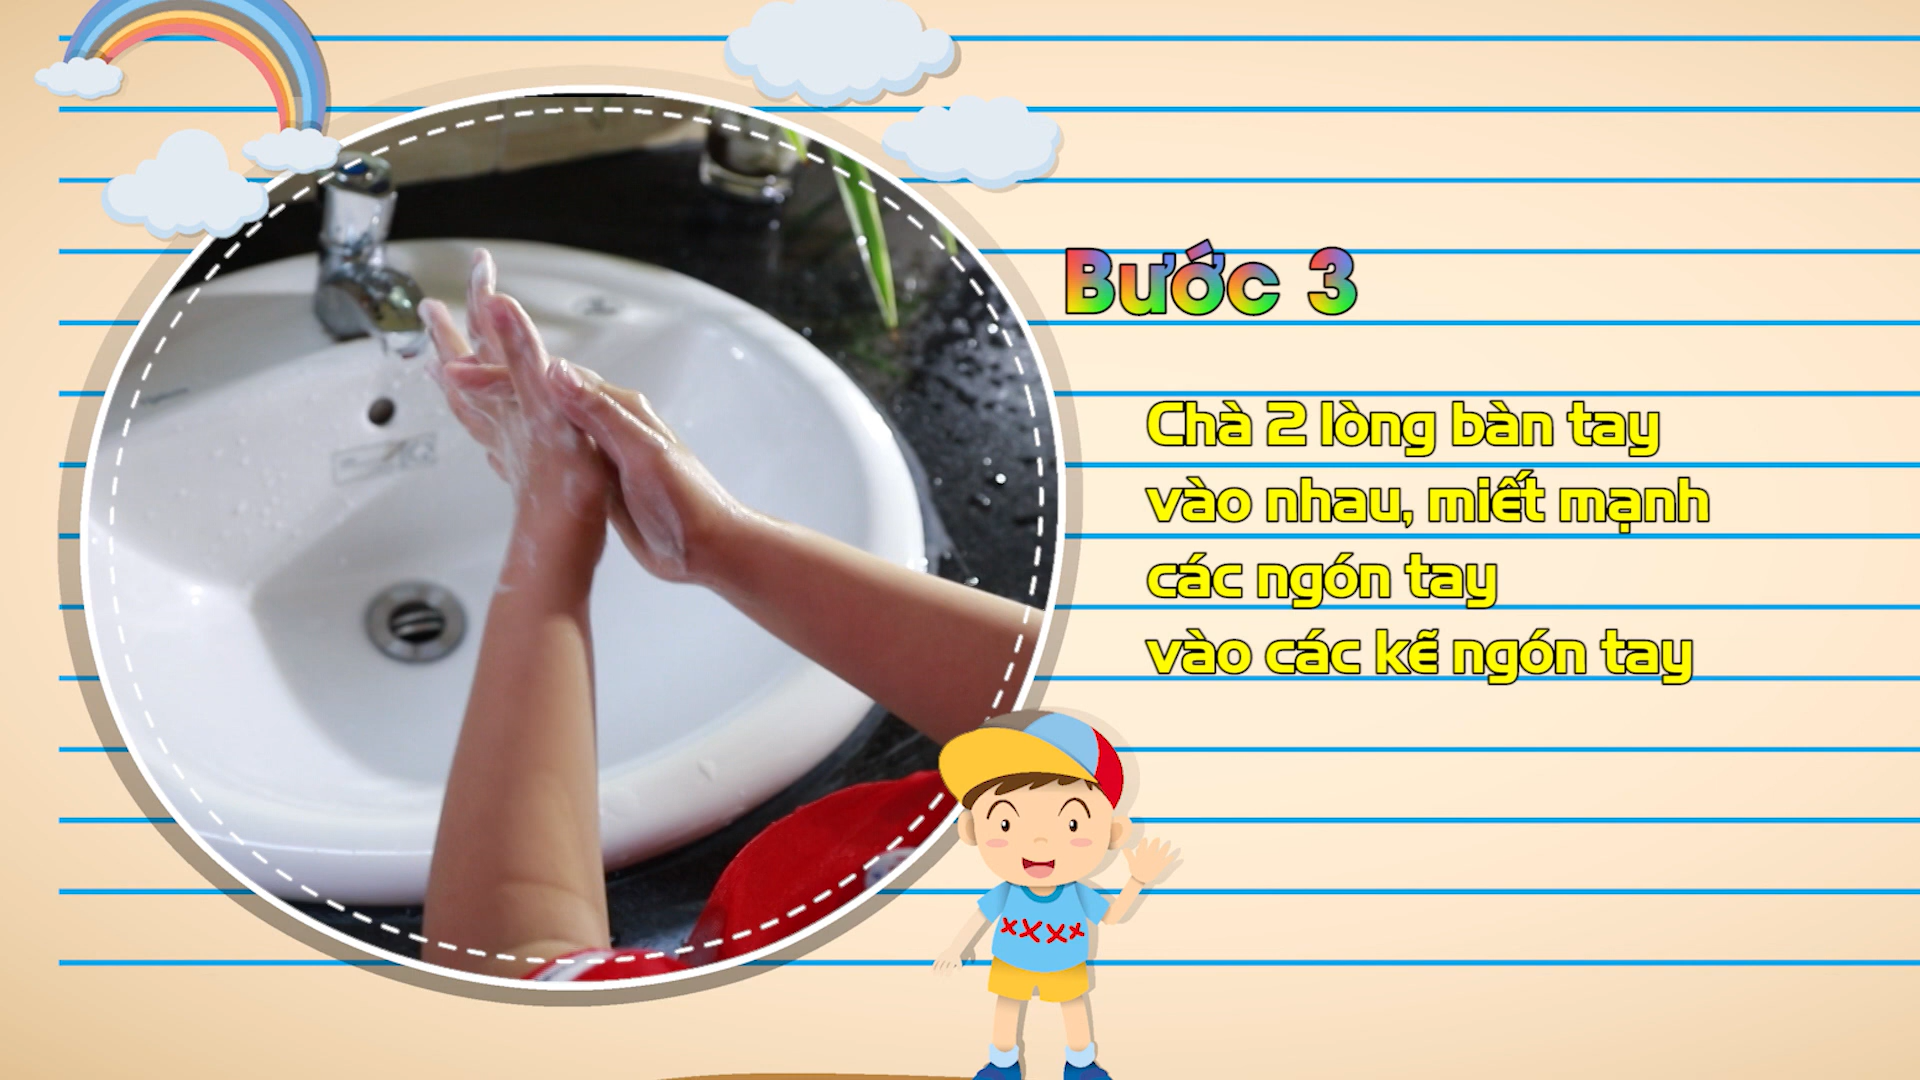 Bước 3
Chà 2 lòng bàn tay
vào nhau, miết mạnh
các ngón tay
vào các kẽ ngón tay